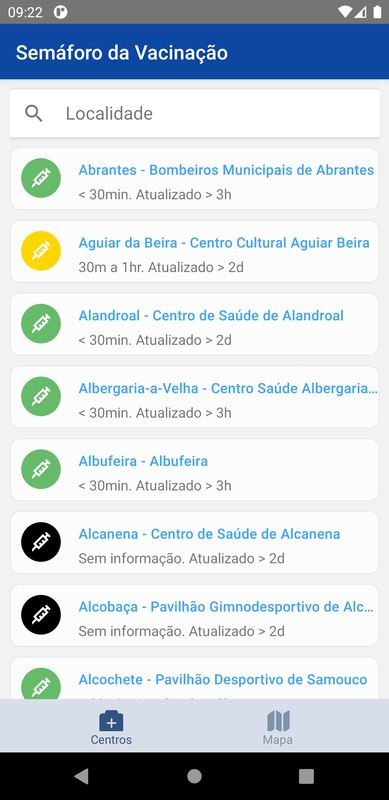 09:22
Semáforo da Vacinação
Localidade
Abrantes - Bombeiros Municipais de Abrantes
< 30min. Atualizado > 3h
Aguiar da Beira - Centro Cultural Aguiar Beira
30m a 1hr. Atualizado > 2d
Alandroal - Centro de Saúde de Alandroal
< 30min. Atualizado > 2d
Albergaria-a-Velha - Centro Saúde Albergaria...
< 30min. Atualizado > 3h
Albufeira - Albufeira
< 30min. Atualizado > 3h
Alcanena - Centro de Saúde de Alcanena
Sem informação. Atualizado > 2d
Alcobaça - Pavilhão Gimnodesportivo de Alc...
Sem informação. Atualizado > 2d
Alcochete - Pavilhão Desportivo de Samouco
Centros
Mapa